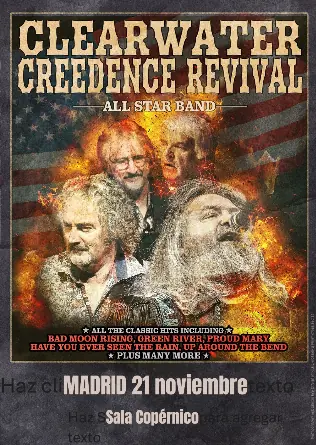 CLEARWATER
CREEDENCE REVIVAL
ALL STAR BAND
★ ALL THE CLASSIC HITS INCLUDING ★
BAD MOON RISING, GREEN RIVER, PROUD MARY
HAVE YOU EVER SEEN THE RAIN, UP AROUND THE BEND
★ PLUS MANY MORE ★
MADRID 21 noviembre
Haz texto
Sala Copérnico
Haz agregar
texto